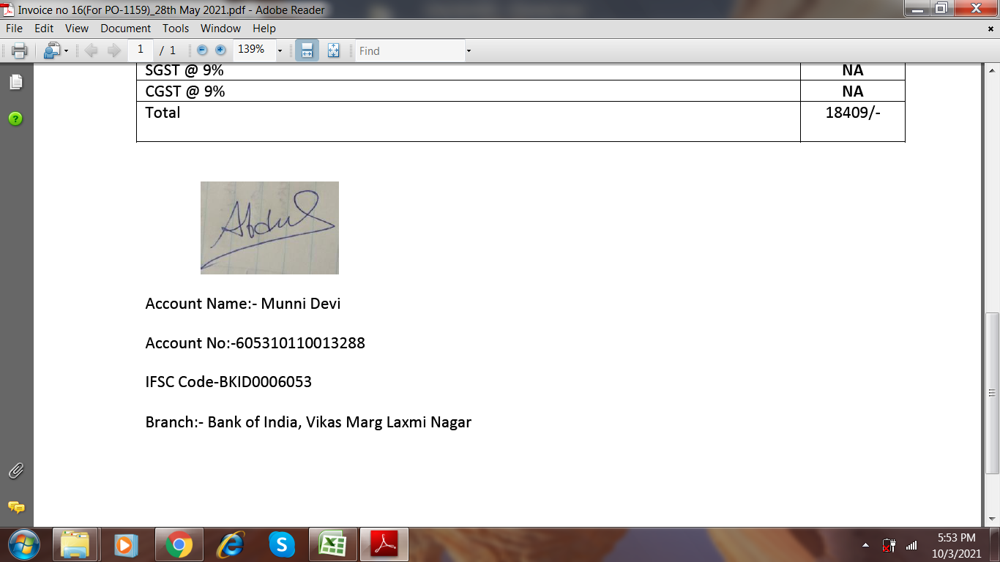 Invoice no 16(For PO-1159)_28th May 2021.pdf - Adobe Reader
File Edit View Document Tools Window Help
1 / 1 139% Find
SGST @ 9% NA
CGST @ 9% NA
Total 18409/-
Abdul
Account Name:- Munni Devi
Account No:-605310110013288
IFSC Code-BKID0006053
Branch:- Bank of India, Vikas Marg Laxmi Nagar
5:53 PM
10/3/2021